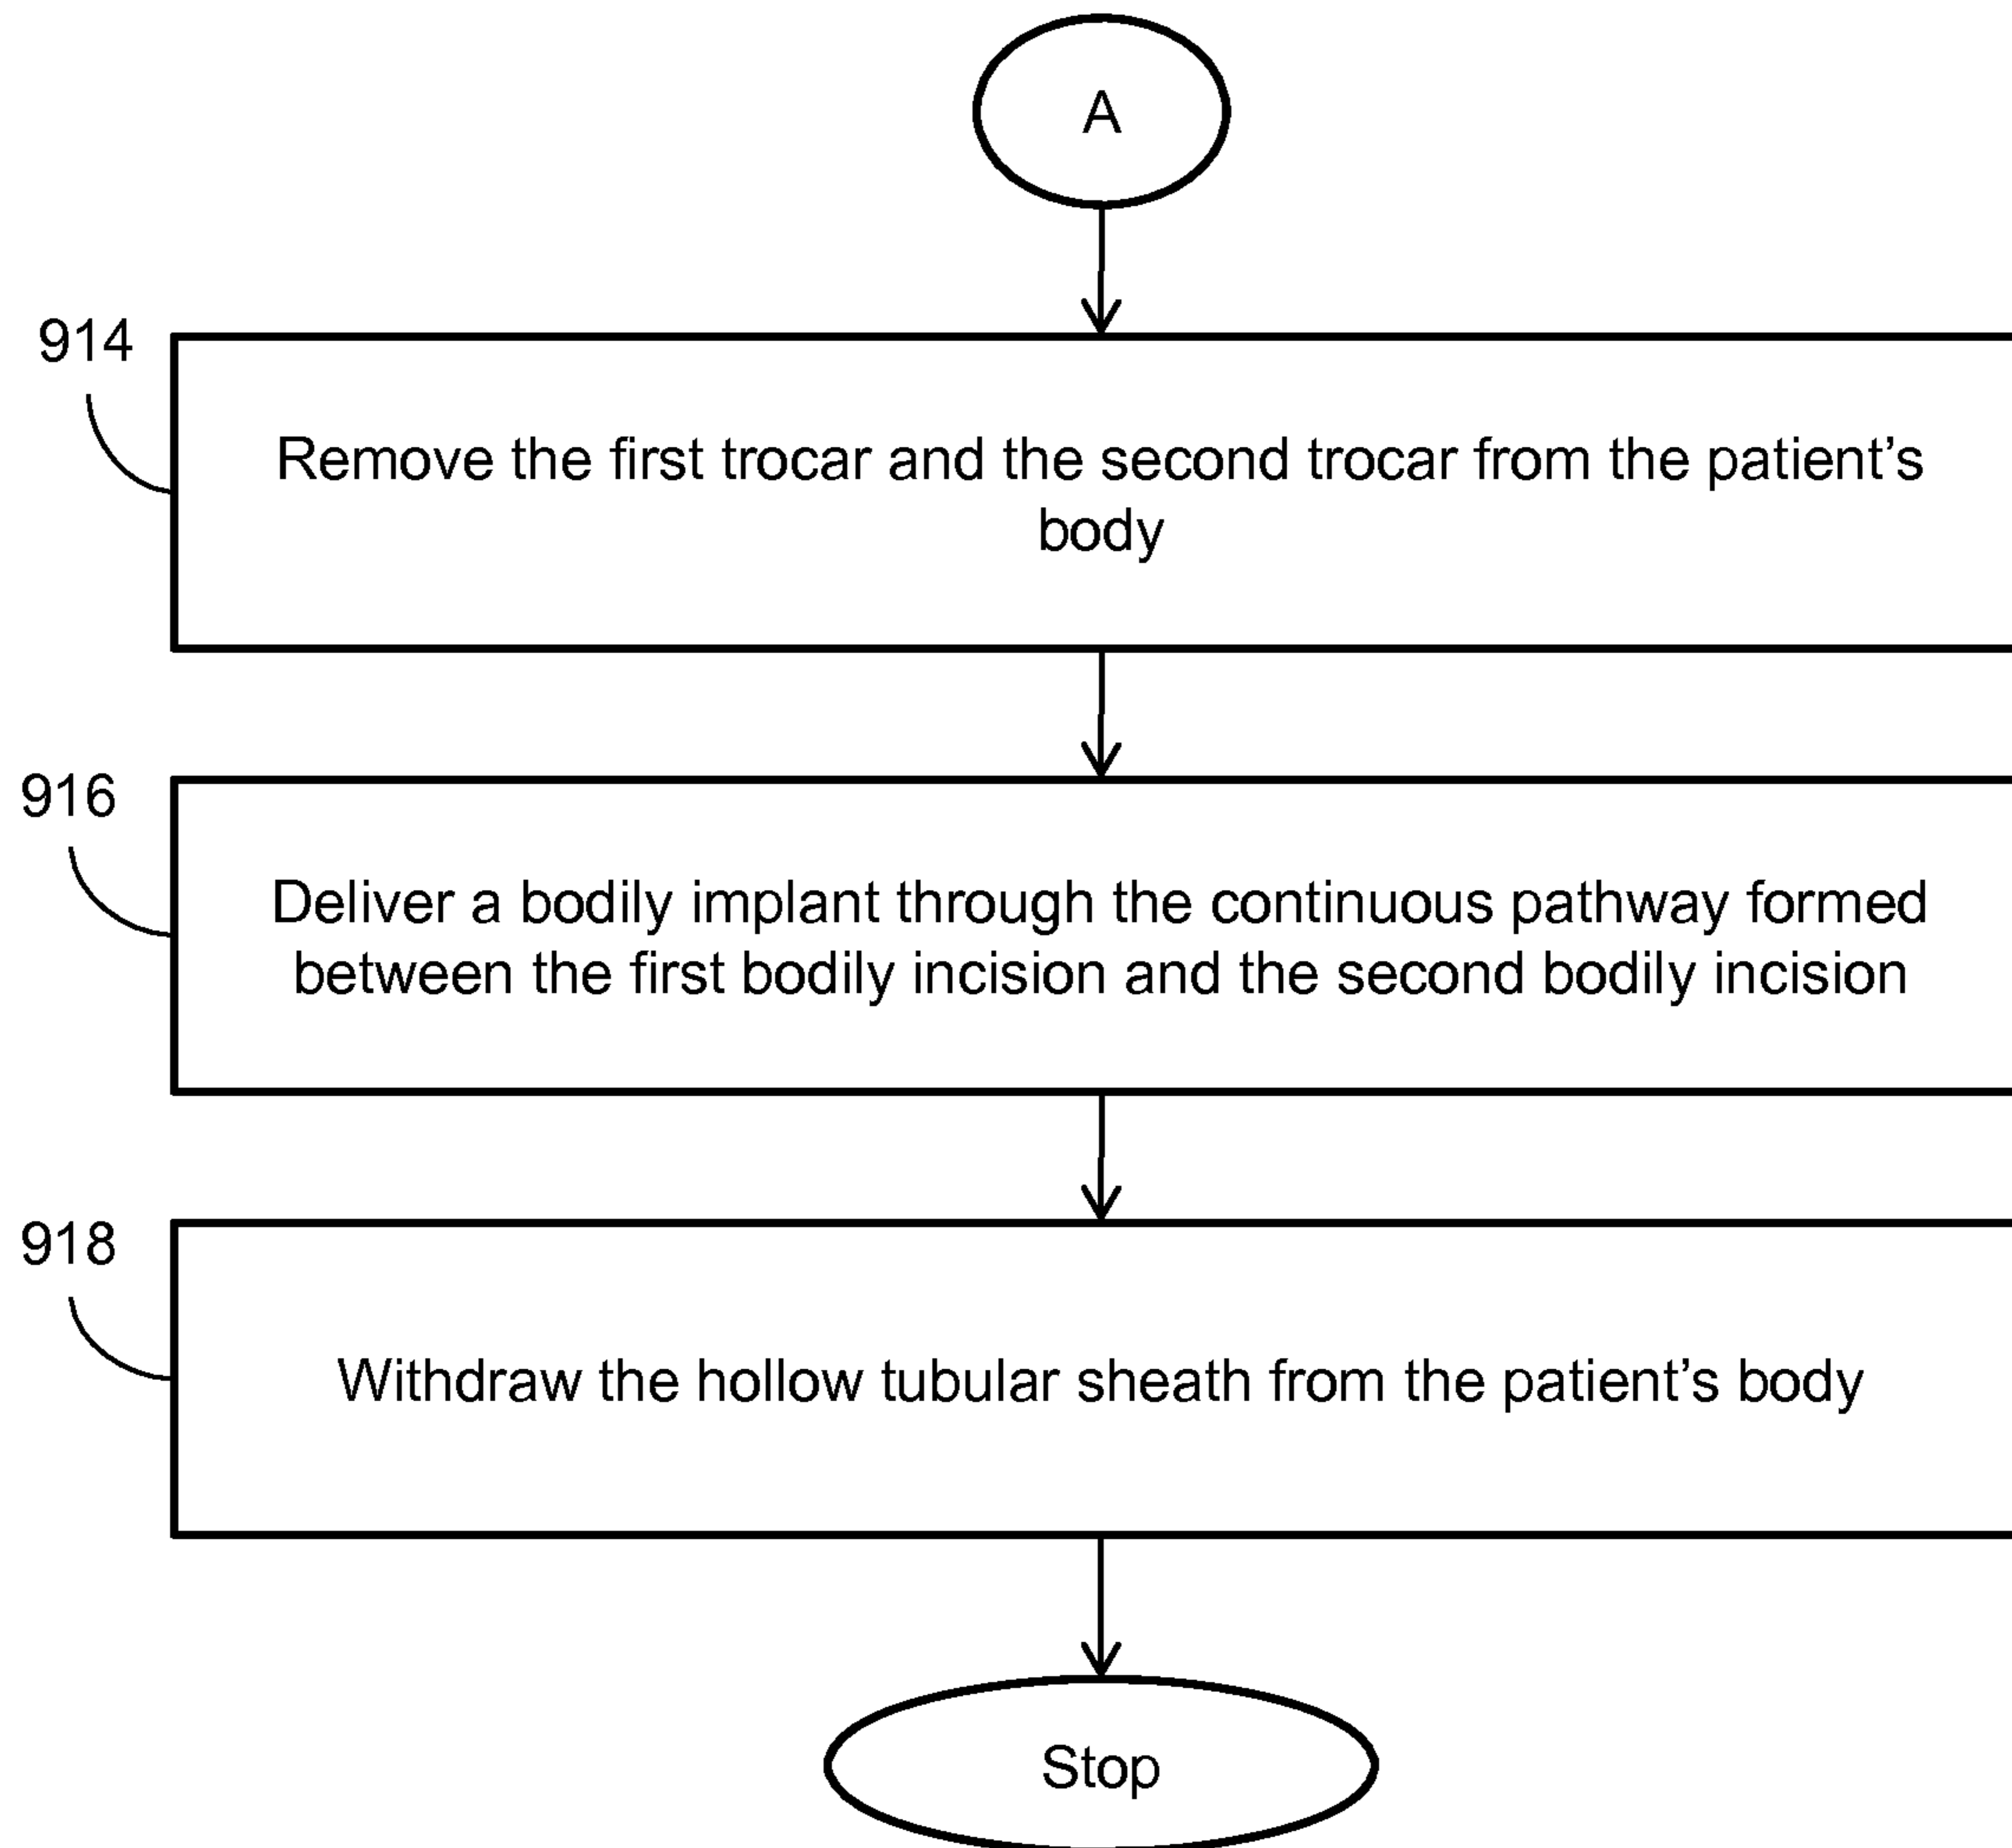 A
914
Remove the first trocar and the second trocar from the patient’s
body
916
Deliver a bodily implant through the continuous pathway formed
between the first bodily incision and the second bodily incision
918
Withdraw the hollow tubular sheath from the patient’s body
Stop